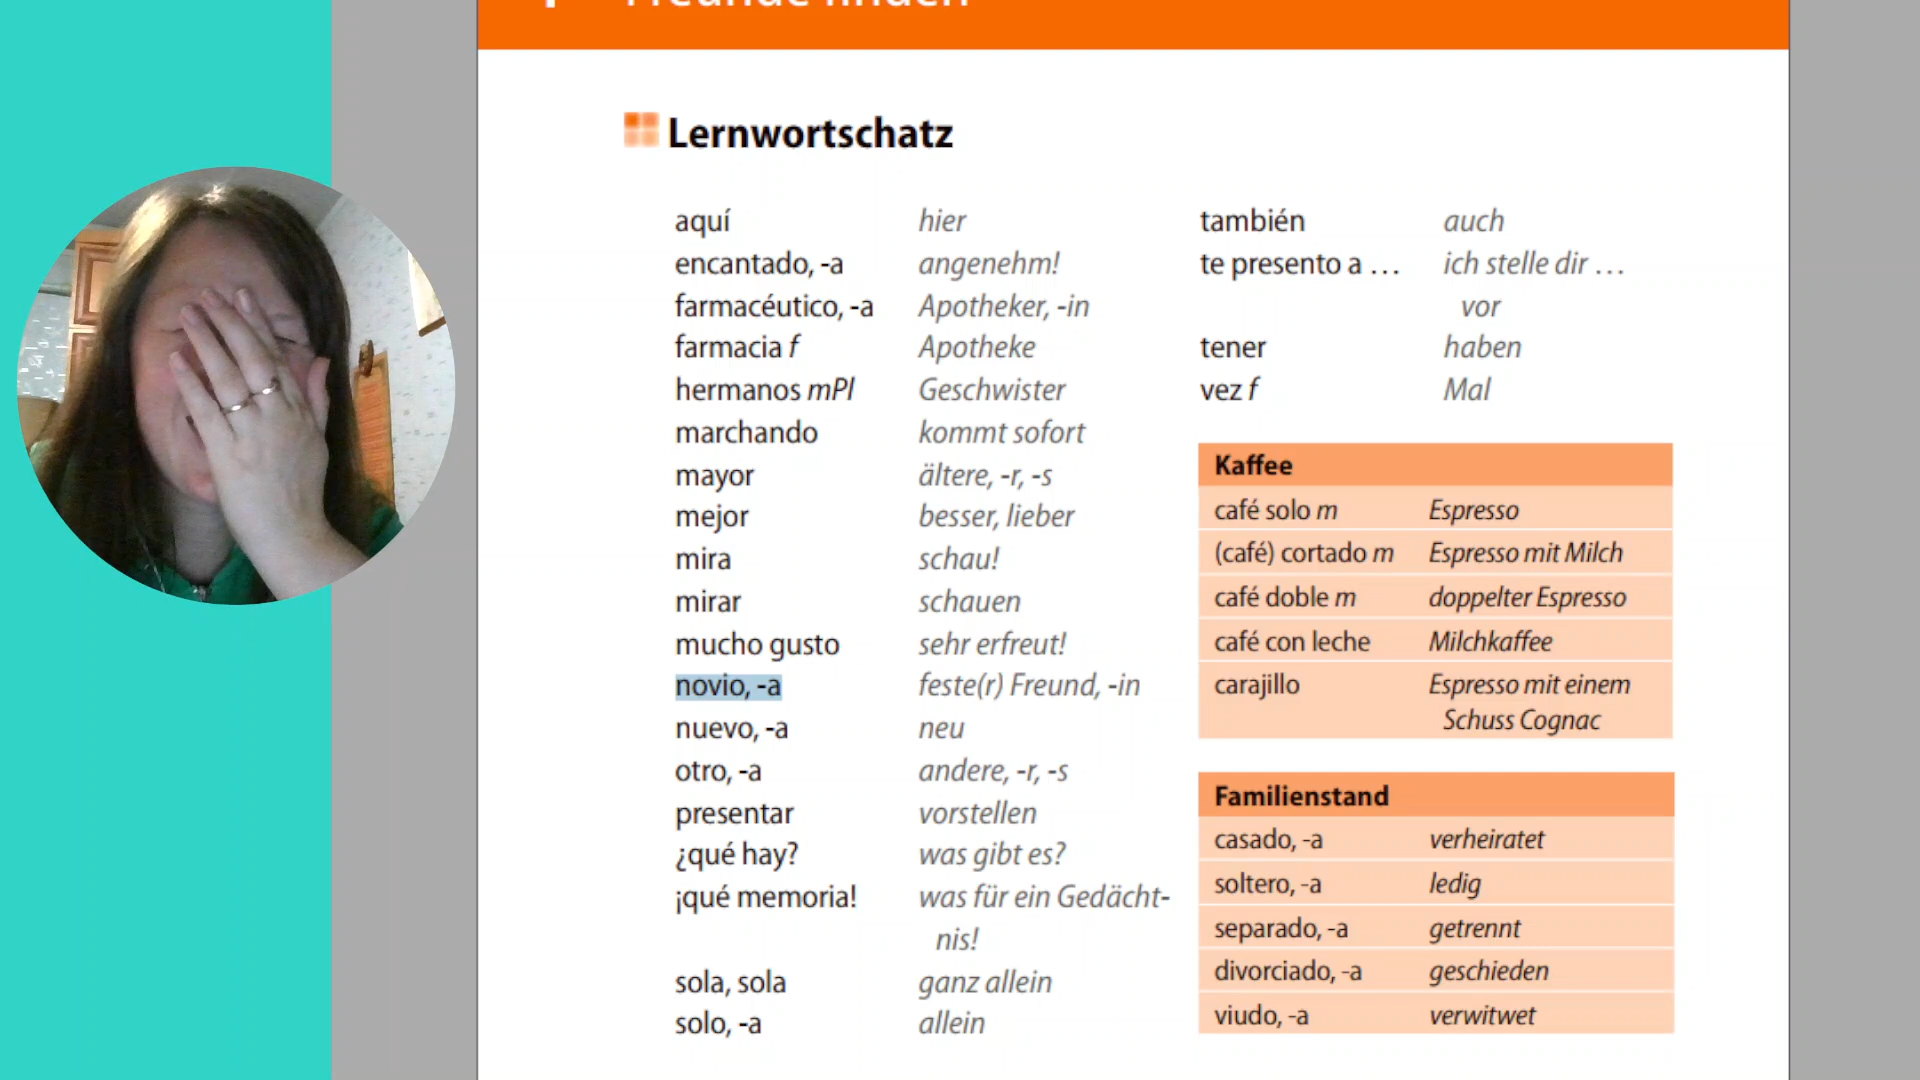 Freunde finden
Lernwortschatz
aquí hier
encantado, -a angenehm!
farmacéutico, -a Apotheker, -in
farmacia f Apotheke
hermanos mPl Geschwister
marchando kommt sofort
mayor ältere, -r, -s
mejor besser, lieber
mira schau!
mirar schauen
mucho gusto sehr erfreut!
novio, -a feste(r) Freund, -in
nuevo, -a neu
otro, -a andere, -r, -s
presentar vorstellen
¿qué hay? was gibt es?
¡qué memoria! was für ein Gedächt-
nis!
sola, sola ganz allein
solo, -a allein
también auch
te presento a … ich stelle dir …
vor
tener haben
vez f Mal
Kaffee
café solo m Espresso
(café) cortado m Espresso mit Milch
café doble m doppelter Espresso
café con leche Milchkaffee
carajillo Espresso mit einem
Schuss Cognac
Familienstand
casado, -a verheiratet
soltero, -a ledig
separado, -a getrennt
divorciado, -a geschieden
viudo, -a verwitwet